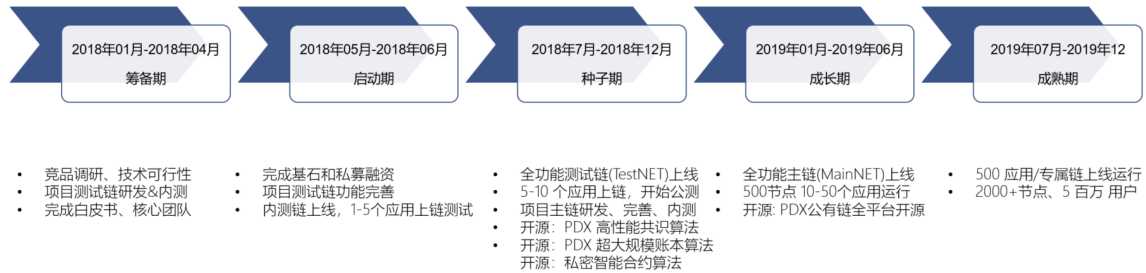 2018年01月-2018年04月
筹备期
2018年05月-2018年06月
启动期
2018年7月-2018年12月
种子期
2019年01月-2019年06月
成长期
2019年07月-2019年12
成熟期
• 竞品调研、技术可行性
• 项目测试链研发&内测
• 完成白皮书、核心团队
• 完成基石和私募融资
• 项目测试链功能完善
• 内测链上线，1-5个应用上链测试
• 全功能测试链(TestNET)上线
• 5-10 个应用上链，开始公测
• 项目主链研发、完善、内测
• 开源：PDX 高性能共识算法
• 开源：PDX 超大规模账本算法
开源：私密智能合约算法
• 全功能主链(MainNET)上线
• 500节点 10-50个应用运行
• 开源: PDX公有链全平台开源
• 500 应用/专属链上线运行
• 2000+节点、5 百万 用户